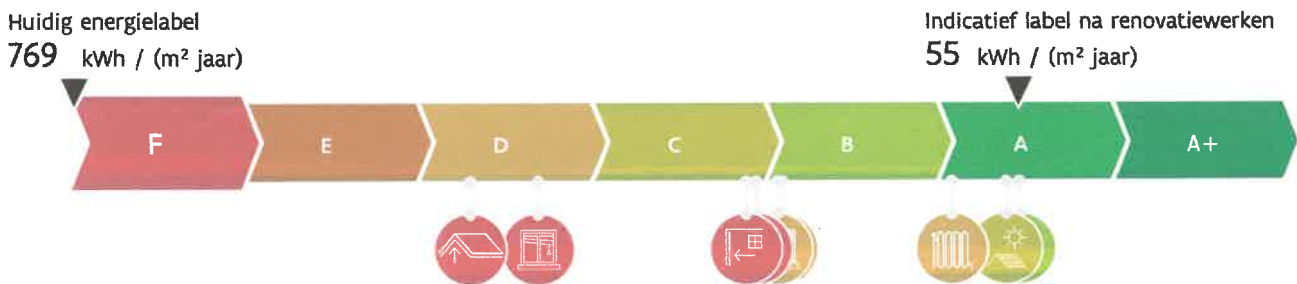 Huidig energielabel
769 kWh / (m² jaar)
Indicatief label na renovatiewerken
55 kWh / (m² jaar)
F E D C B A A+